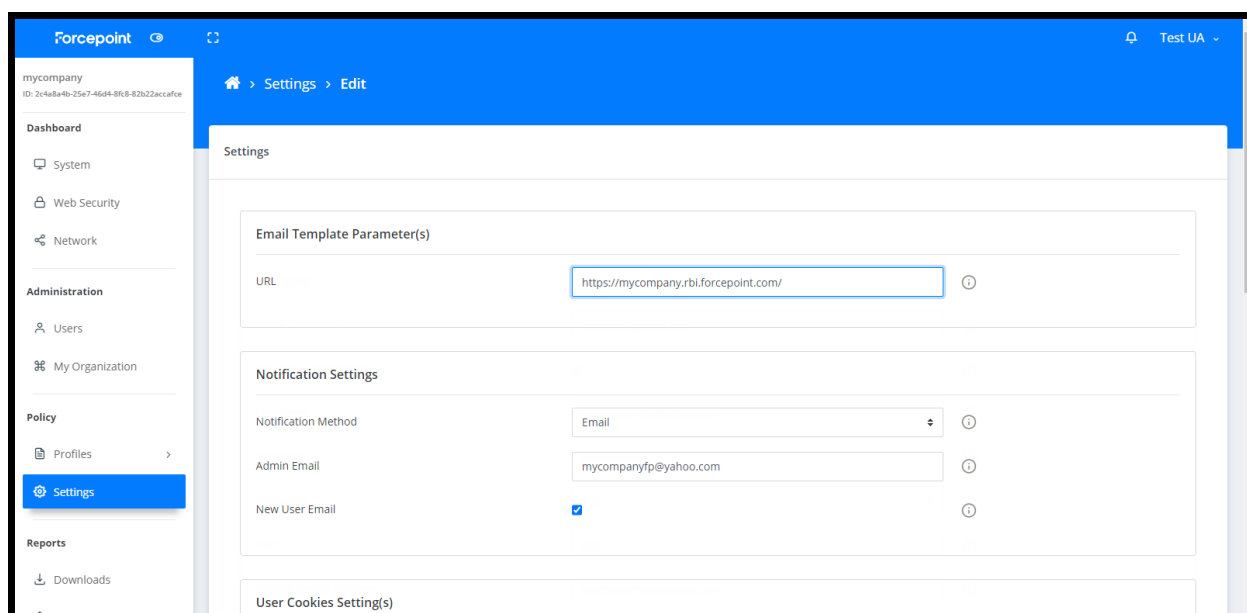 Forcepoint
Test UA
mycompany
ID: 2c4a8a4b-25e7-46d4-8fc8-82b22accafce
Settings > Edit
Dashboard
System
Web Security
Network
Administration
Users
My Organization
Policy
Profiles
Settings
Reports
Downloads
Settings
Email Template Parameter(s)
URL
https://mycompany.rbi.forcepoint.com/
Notification Settings
Notification Method
Email
Admin Email
mycompanyfp@yahoo.com
New User Email
User Cookies Setting(s)